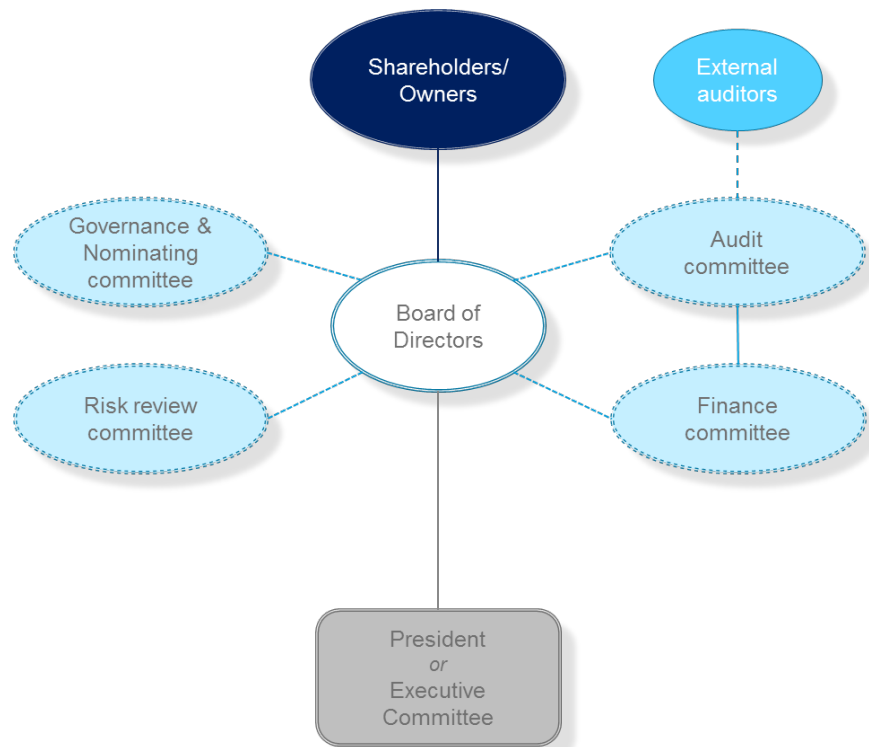 Shareholders/
Owners
External
auditors
Governance &
Nominating
committee
Audit
committee
Board of
Directors
Risk review
committee
Finance
committee
President
or
Executive
Committee